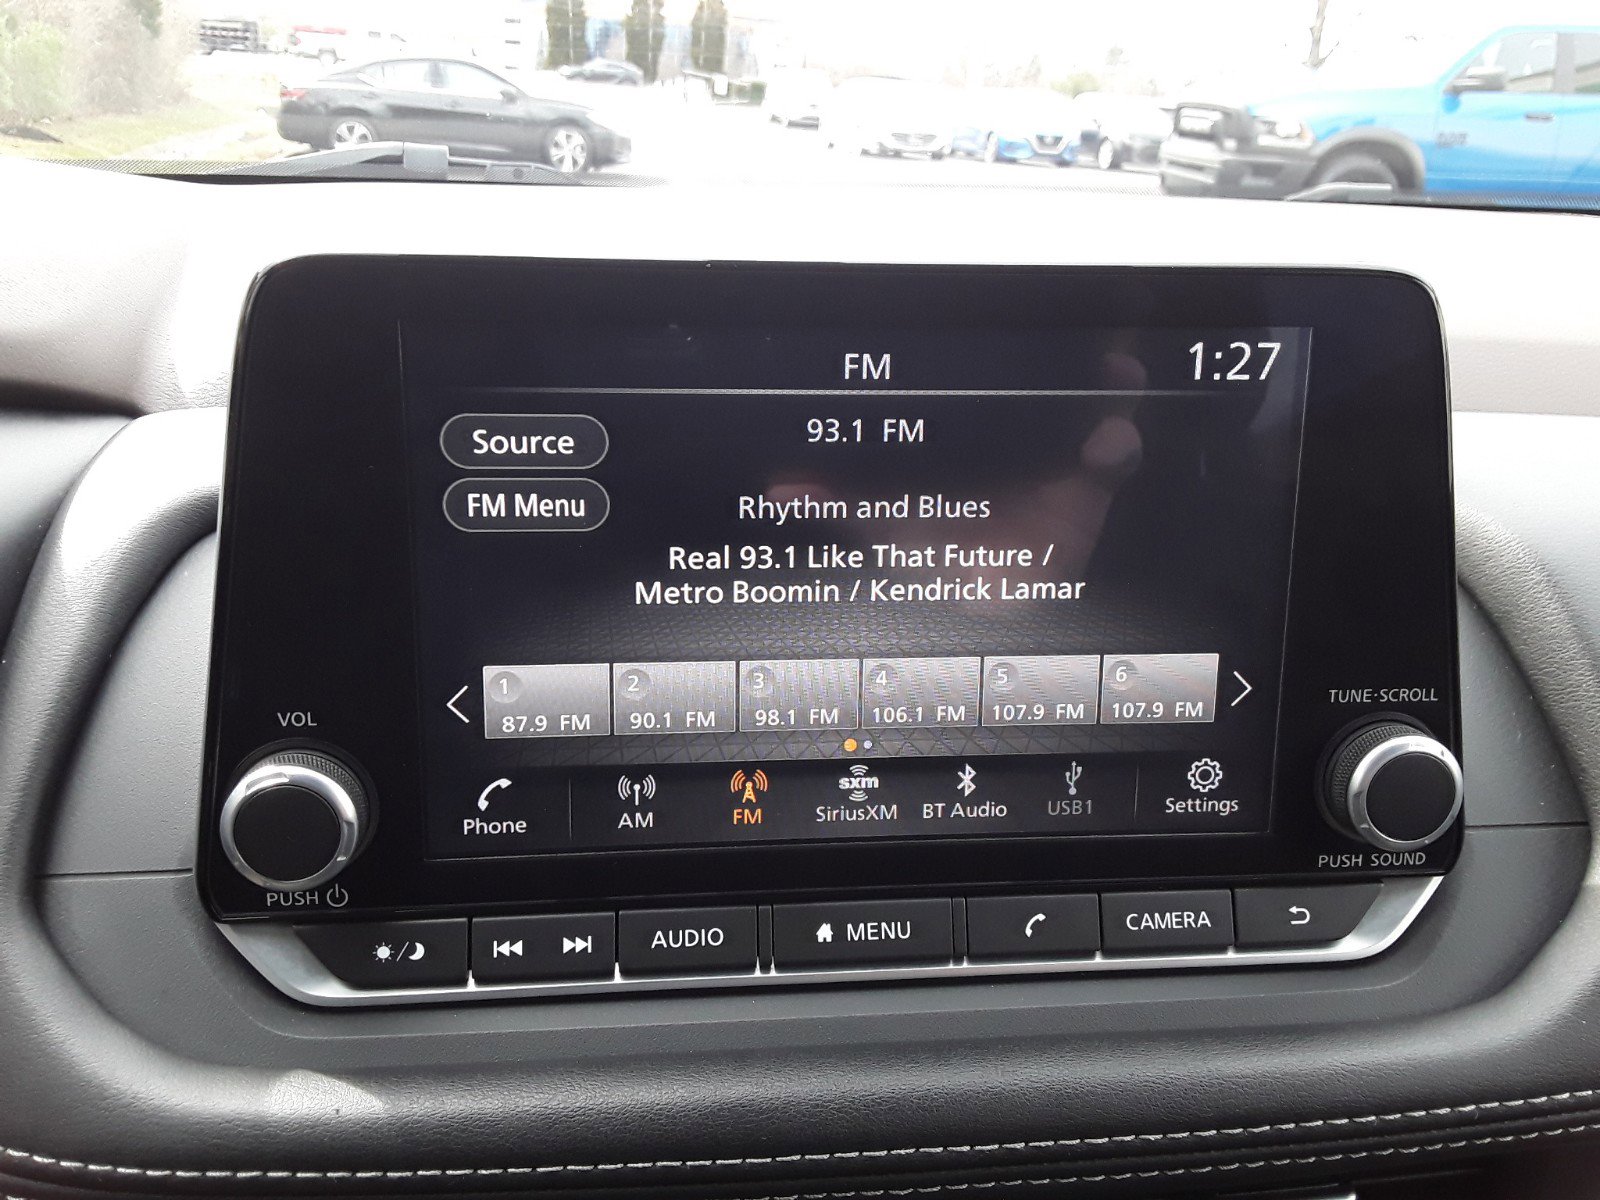 FM
1:27
Source
93.1 FM
FM Menu
Rhythm and Blues
Real 93.1 Like That Future /
Metro Boomin / Kendrick Lamar
1
2
3
4
5
6
87.9 FM
90.1 FM
98.1 FM
106.1 FM
107.9 FM
107.9 FM
VOL
TUNE·SCROLL
sxm
Phone
AM
FM
SiriusXM
BT Audio
USB1
Settings
PUSH
PUSH SOUND
AUDIO
MENU
CAMERA